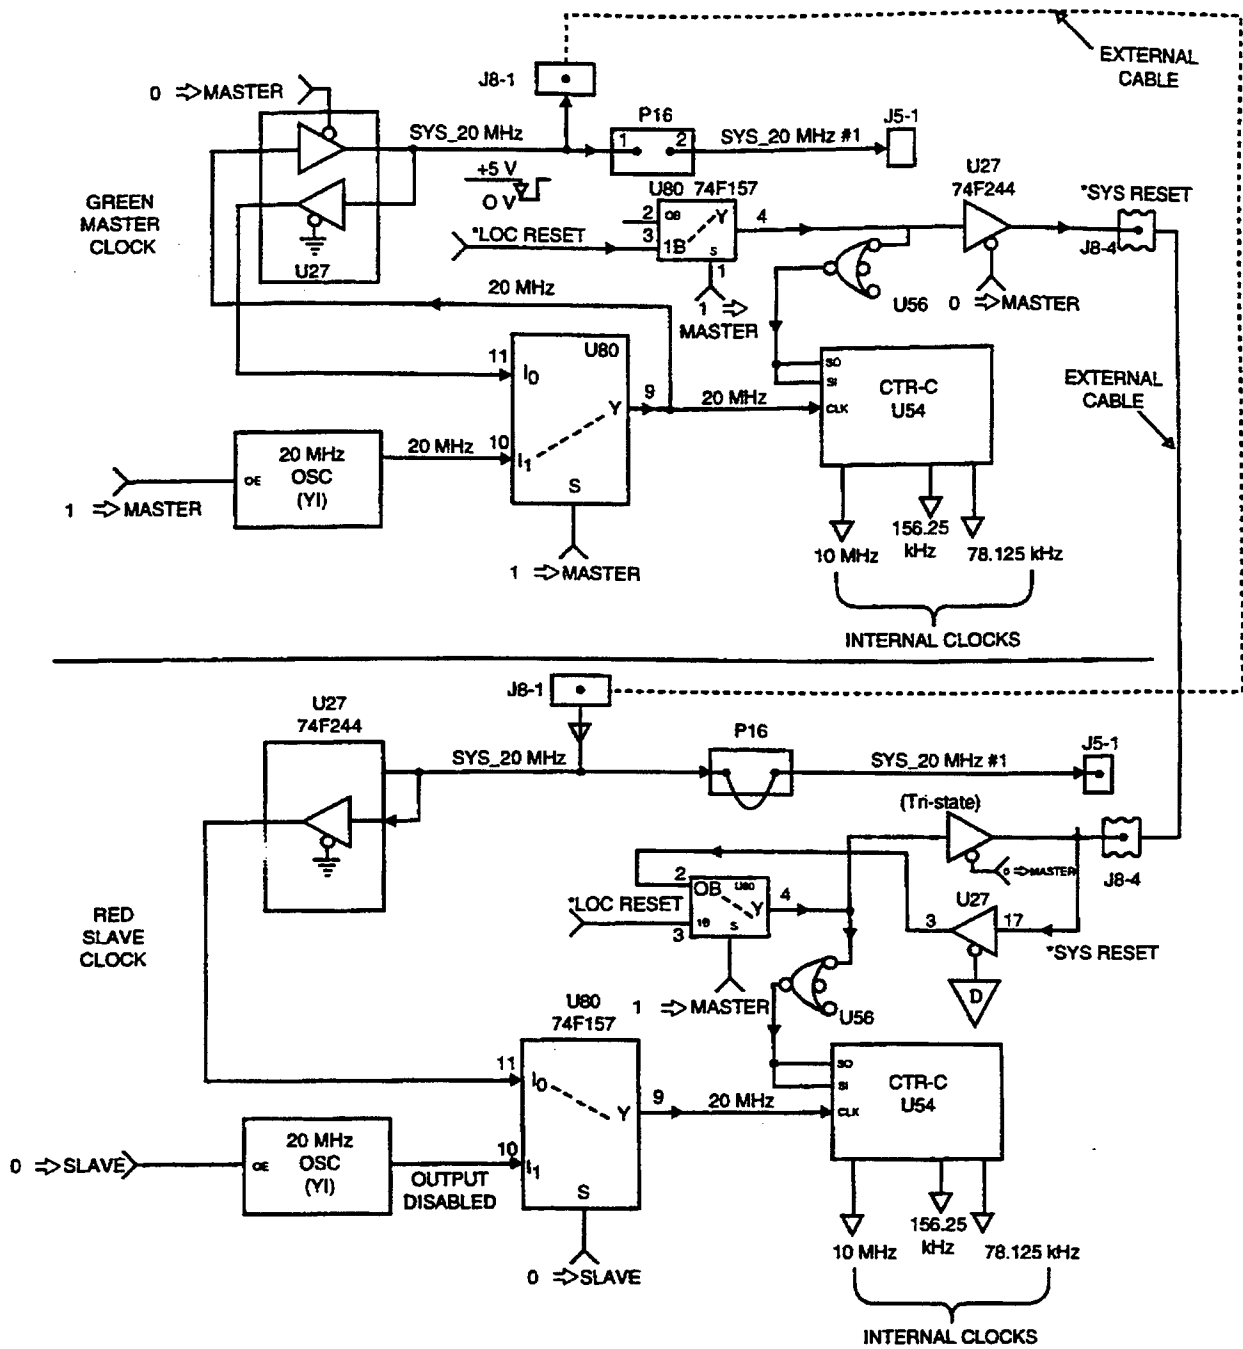 EXTERNAL
CABLE
J8-1
0 ⇒ MASTER
P16
J5-1
1 2
SYS_20 MHz
SYS_20 MHz #1
U27
74F244
+5 V
0 V
U80 74F157
*SYS RESET
GREEN
MASTER
CLOCK
2 OB Y 4
*LOC RESET
3 1B S
1
J8-4
U27
20 MHz
1 ⇒
MASTER
U56
0 ⇒ MASTER
11 I0 U80
SO
SI
CTR-C
U54
CLK
EXTERNAL
CABLE
Y 9
20 MHz
20 MHz
OSC
(YI)
OE
20 MHz
10 I1
S
1 ⇒ MASTER
156.25
kHz
10 MHz
78.125 kHz
1 ⇒ MASTER
INTERNAL CLOCKS
J8-1
U27
74F244
P16
J5-1
SYS_20 MHz
SYS_20 MHz #1
(Tri-state)
0 ⇒ MASTER
J8-4
2 OB U80
Y 4
*LOC RESET
3 1B S
U27
3 17
*SYS RESET
D
RED
SLAVE
CLOCK
1 ⇒ MASTER
U56
U80
74F157
11 I0
SO
SI
CTR-C
U54
CLK
Y 9
20 MHz
20 MHz
OSC
(YI)
OE
0 ⇒ SLAVE
10 I1
OUTPUT
DISABLED
S
0 ⇒ SLAVE
156.25
kHz
10 MHz
78.125 kHz
INTERNAL CLOCKS